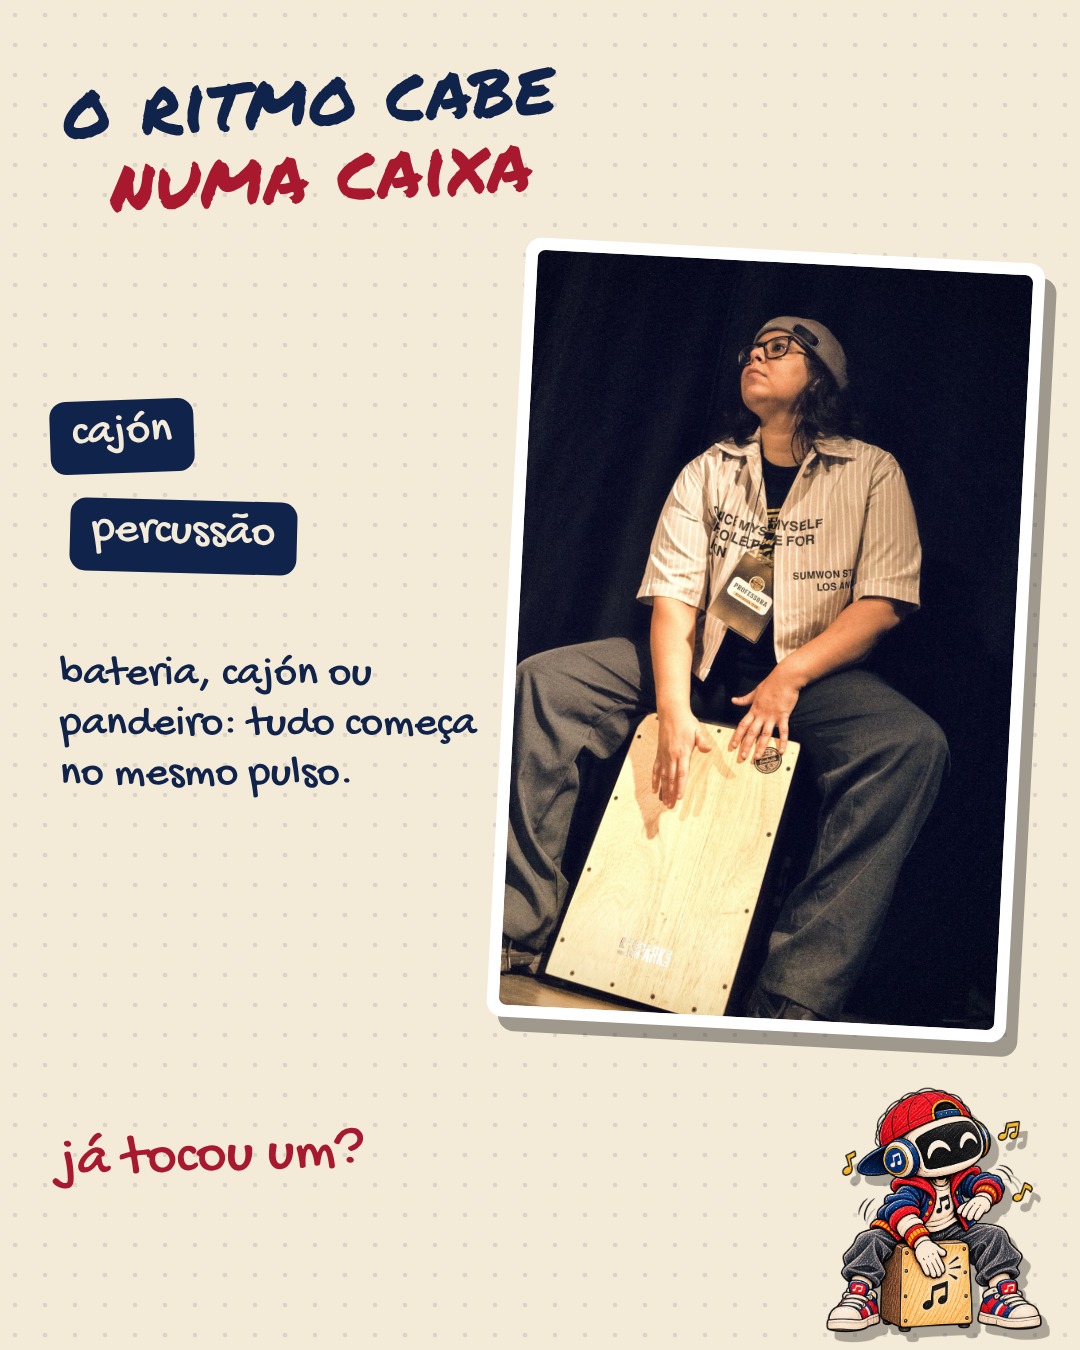 O RITMO CABE
NUMA CAIXA
cajón
percussão
bateria, cajón ou
pandeiro: tudo começa
no mesmo pulso.
MYSELF
FOR
SUMWON ST
LOS AN
PROFESSORA
já tocou um?